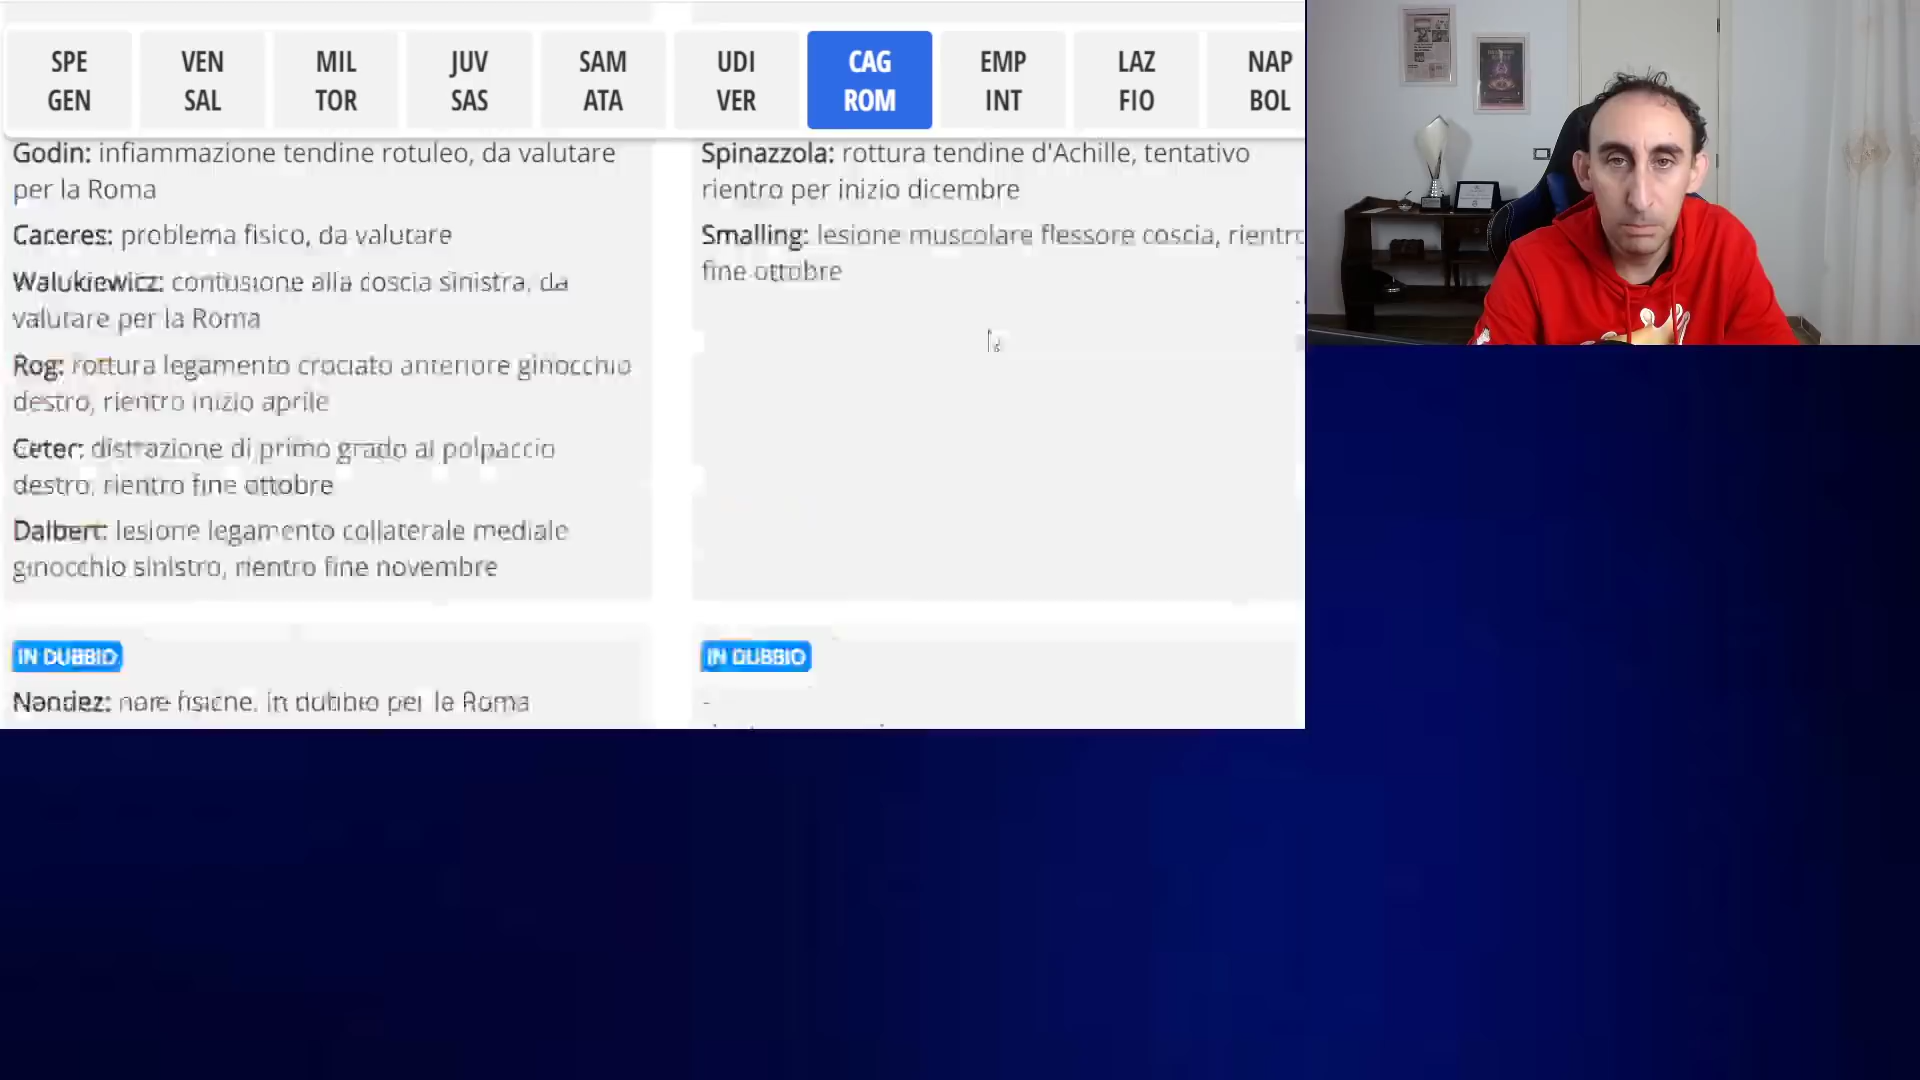 SPE
GEN
VEN
SAL
MIL
TOR
JUV
SAS
SAM
ATA
UDI
VER
CAG
ROM
EMP
INT
LAZ
FIO
NAP
BOL
Godin: infiammazione tendine rotuleo, da valutare
per la Roma
Caceres: problema fisico, da valutare
Walukiewicz: contusione alla coscia sinistra, da
valutare per la Roma
Rog: rottura legamento crociato anteriore ginocchio
destro, rientro inizio aprile
distrazione di primo grado al polpaccio
destro, rientro fine ottobre
Dalbert: lesione legamento collaterale mediale
ginocchio sinistro, rientro fine novembre
IN DUBBIO
Nandez: noie fisiche, in dubbio per la Roma
Spinazzola: rottura tendine d'Achille, tentativo
rientro per inizio dicembre
Smalling: lesione muscolare flessore coscia, rientro
fine ottobre
IN DUBBIO
-